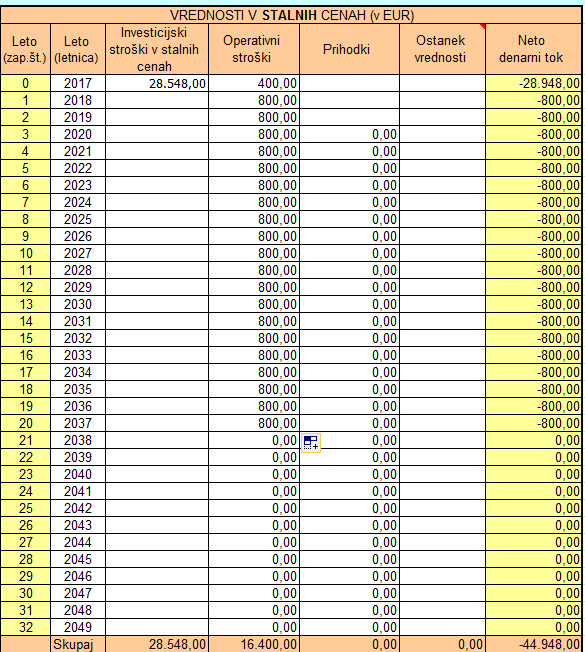 VREDNOSTI V STALNIH CENAH (v EUR)
Leto (zap.št.) Leto (letnica) Investicijski stroški v stalnih cenah Operativni stroški Prihodki Ostanek vrednosti Neto denarni tok
0 2017 28.548,00 400,00 -28.948,00
1 2018 800,00 -800,00
2 2019 800,00 -800,00
3 2020 800,00 0,00 -800,00
4 2021 800,00 0,00 -800,00
5 2022 800,00 0,00 -800,00
6 2023 800,00 0,00 -800,00
7 2024 800,00 0,00 -800,00
8 2025 800,00 0,00 -800,00
9 2026 800,00 0,00 -800,00
10 2027 800,00 0,00 -800,00
11 2028 800,00 0,00 -800,00
12 2029 800,00 0,00 -800,00
13 2030 800,00 0,00 -800,00
14 2031 800,00 0,00 -800,00
15 2032 800,00 0,00 -800,00
16 2033 800,00 0,00 -800,00
17 2034 800,00 0,00 -800,00
18 2035 800,00 0,00 -800,00
19 2036 800,00 0,00 -800,00
20 2037 800,00 0,00 -800,00
21 2038 0,00 0,00 0,00
22 2039 0,00 0,00 0,00
23 2040 0,00 0,00 0,00
24 2041 0,00 0,00 0,00
25 2042 0,00 0,00 0,00
26 2043 0,00 0,00 0,00
27 2044 0,00 0,00 0,00
28 2045 0,00 0,00 0,00
29 2046 0,00 0,00 0,00
30 2047 0,00 0,00 0,00
31 2048 0,00 0,00 0,00
32 2049 0,00 0,00 0,00
Skupaj 28.548,00 16.400,00 0,00 0,00 -44.948,00